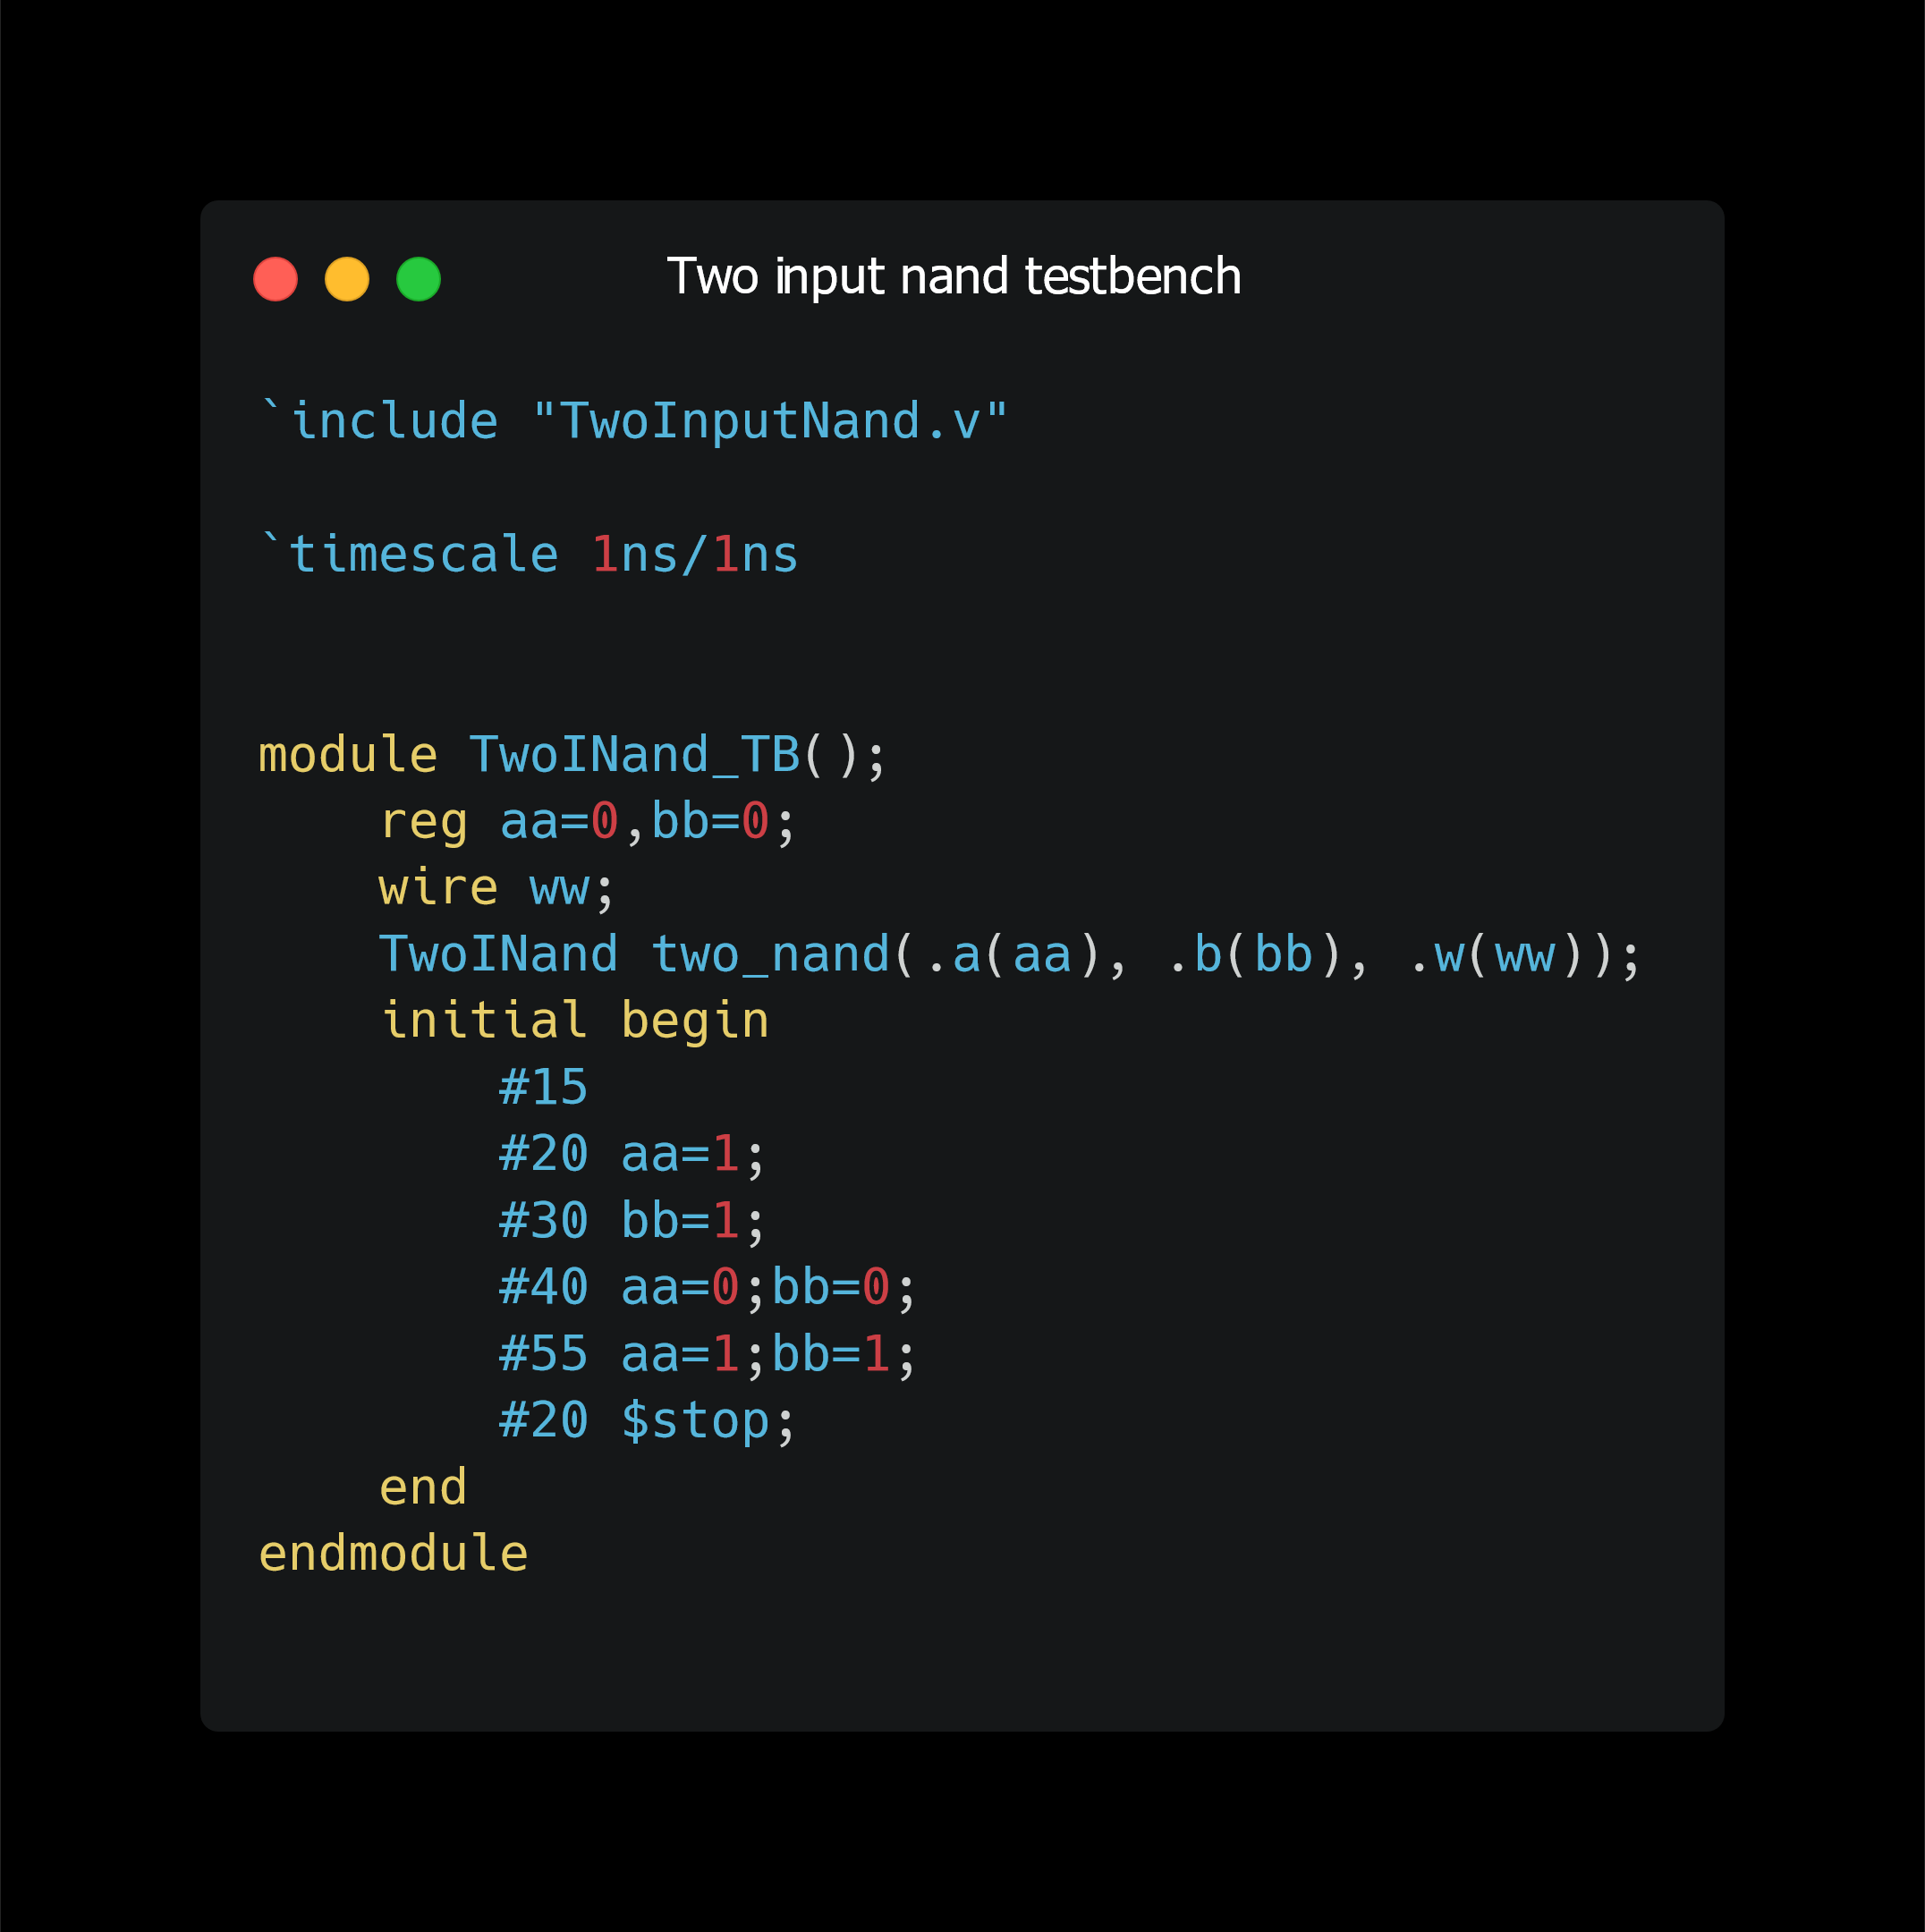 Two input nand testbench
`include "TwoInputNand.v"
`timescale 1ns/1ns
module TwoINand_TB();
    reg aa=0,bb=0;
    wire ww;
    TwoINand two_nand(.a(aa), .b(bb), .w(ww));
    initial begin
        #15
        #20 aa=1;
        #30 bb=1;
        #40 aa=0;bb=0;
        #55 aa=1;bb=1;
        #20 $stop;
    end
endmodule